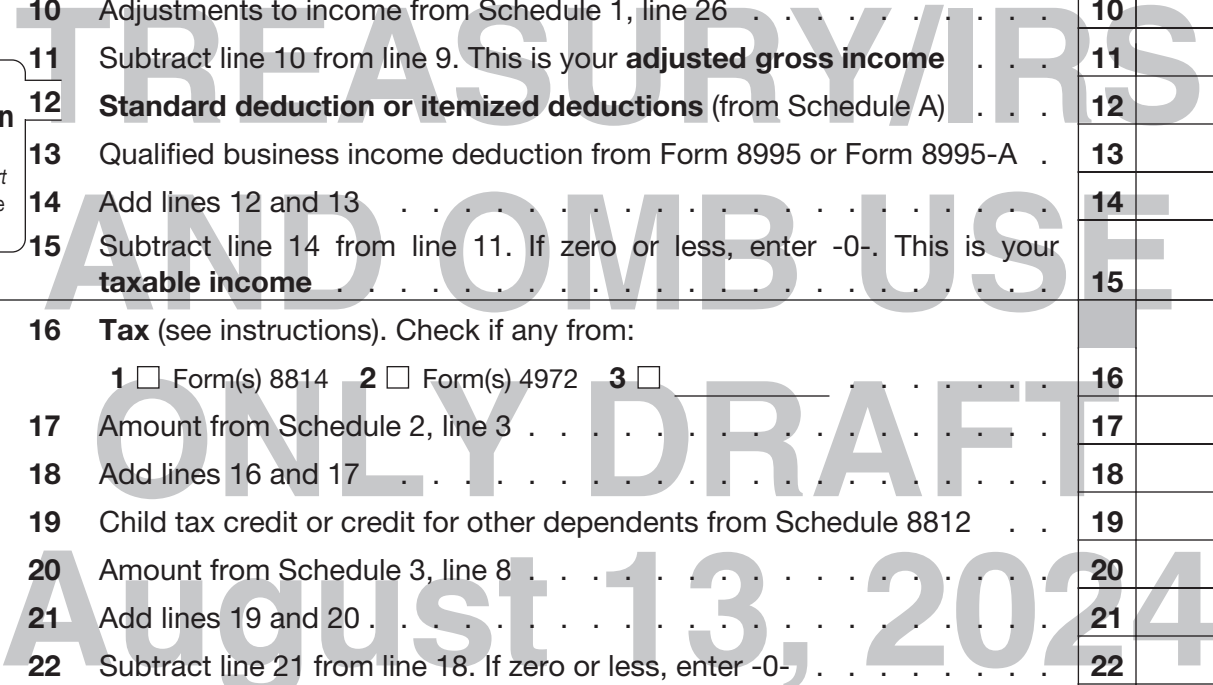 10 Adjustments to income from Schedule 1, line 26 . . . . . . . . . . 10
11 Subtract line 10 from line 9. This is your adjusted gross income . . . 11
12 Standard deduction or itemized deductions (from Schedule A) . . . 12
13 Qualified business income deduction from Form 8995 or Form 8995-A . 13
14 Add lines 12 and 13 . . . . . . . . . . . . . . . . . . . . 14
15 Subtract line 14 from line 11. If zero or less, enter -0-. This is your
taxable income . . . . . . . . . . . . . . . . . . . . . . 15
16 Tax (see instructions). Check if any from:
1 ☐ Form(s) 8814 2 ☐ Form(s) 4972 3 ☐ . . . . . . . 16
17 Amount from Schedule 2, line 3 . . . . . . . . . . . . . . . . . 17
18 Add lines 16 and 17 . . . . . . . . . . . . . . . . . . . . 18
19 Child tax credit or credit for other dependents from Schedule 8812 . . 19
20 Amount from Schedule 3, line 8 . . . . . . . . . . . . . . . . . 20
21 Add lines 19 and 20 . . . . . . . . . . . . . . . . . . . . . 21
22 Subtract line 21 from line 18. If zero or less, enter -0- . . . . . . . . 22
TREASURY/IRS
AND OMB USE
ONLY DRAFT
August 13, 2024